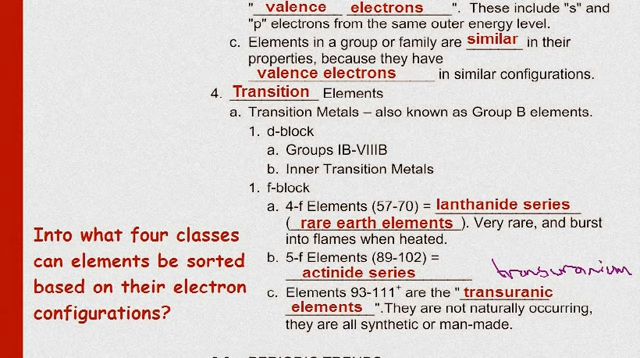 " valence electrons ". These include "s" and
"p" electrons from the same outer energy level.
c. Elements in a group or family are similar in their
properties, because they have
valence electrons in similar configurations.
4. Transition Elements
a. Transition Metals – also known as Group B elements.
1. d-block
a. Groups IB-VIIIB
b. Inner Transition Metals
1. f-block
a. 4-f Elements (57-70) = lanthanide series
( rare earth elements ). Very rare, and burst
into flames when heated.
b. 5-f Elements (89-102) =
actinide series
transuranium
c. Elements 93-111+ are the " transuranic
elements ".They are not naturally occurring,
they are all synthetic or man-made.
Into what four classes
can elements be sorted
based on their electron
configurations?